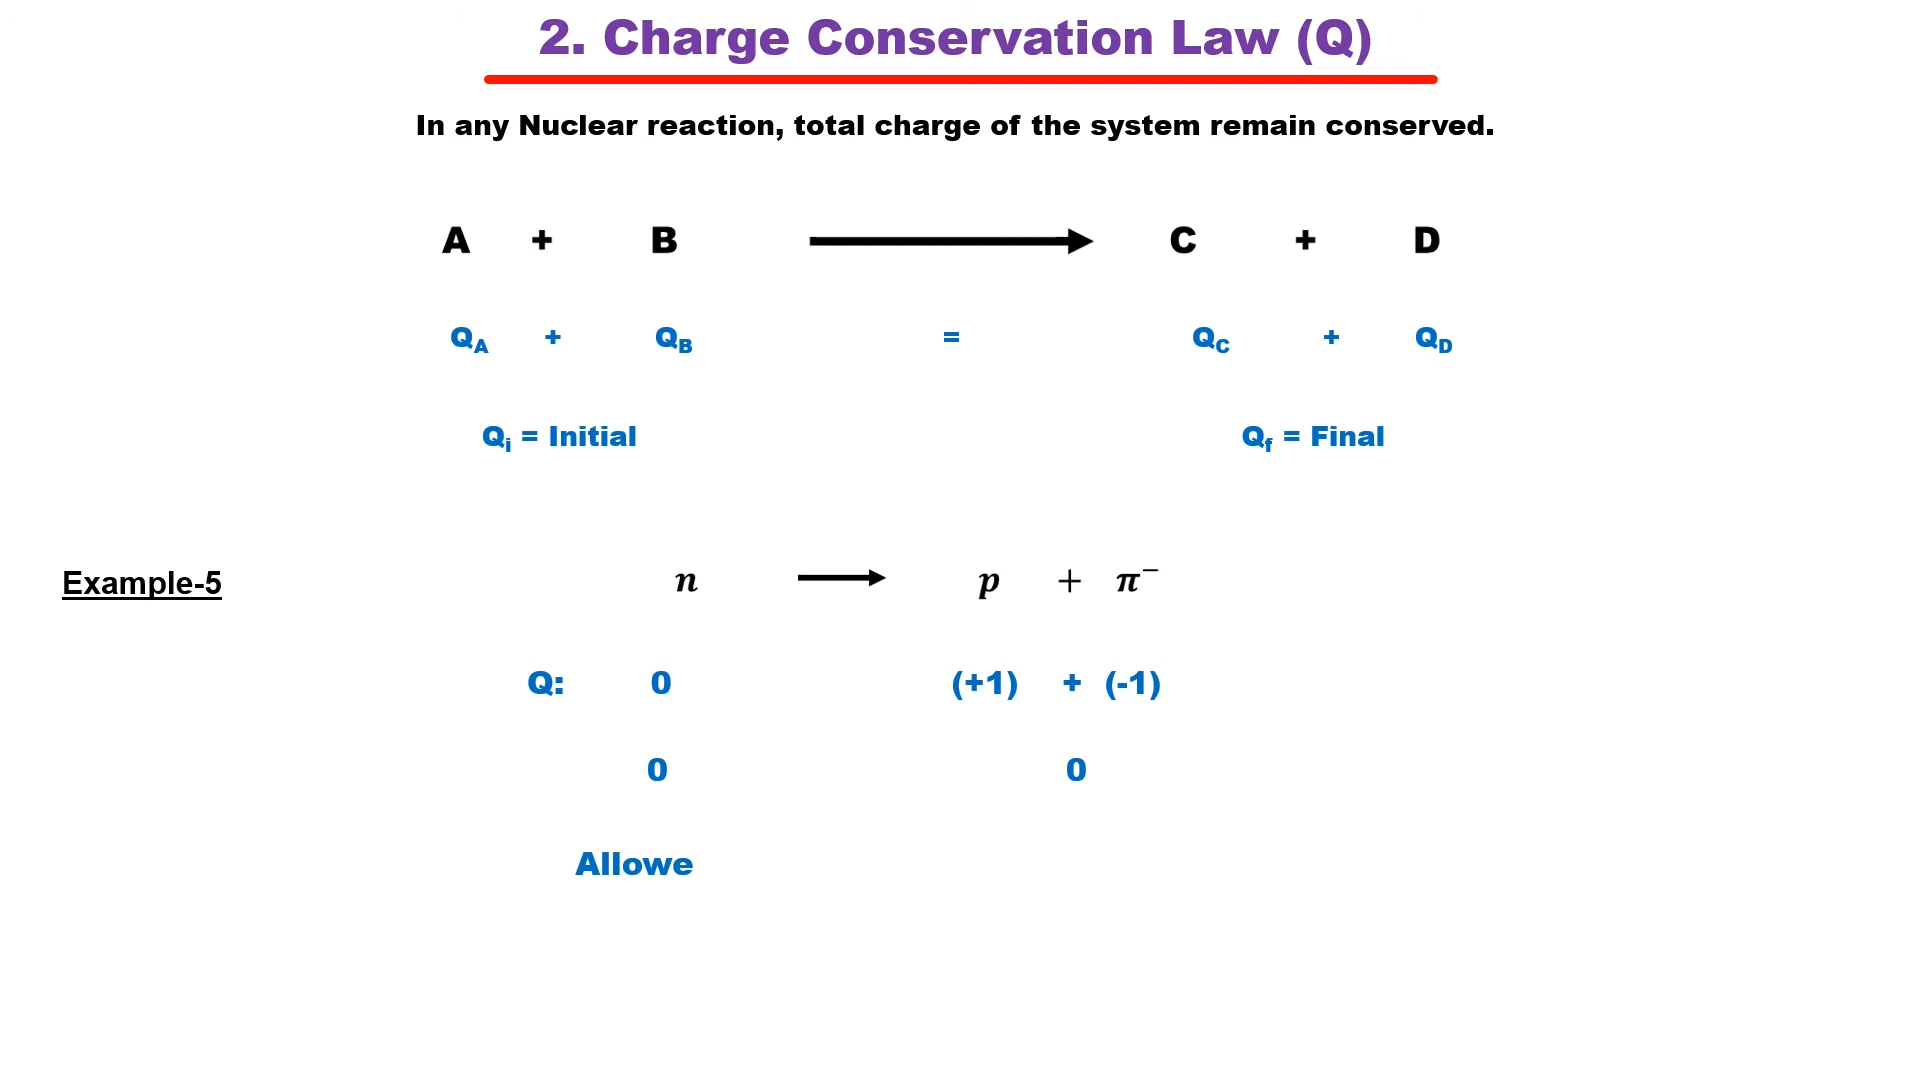 2. Charge Conservation Law (Q)
In any Nuclear reaction, total charge of the system remain conserved.
A + B ⟶ C + D
Q_A + Q_B = Q_C + Q_D
Q_i = Initial Q_f = Final
Example-5 n ⟶ p + π⁻
Q: 0 (+1) + (-1)
0 0
Allowe